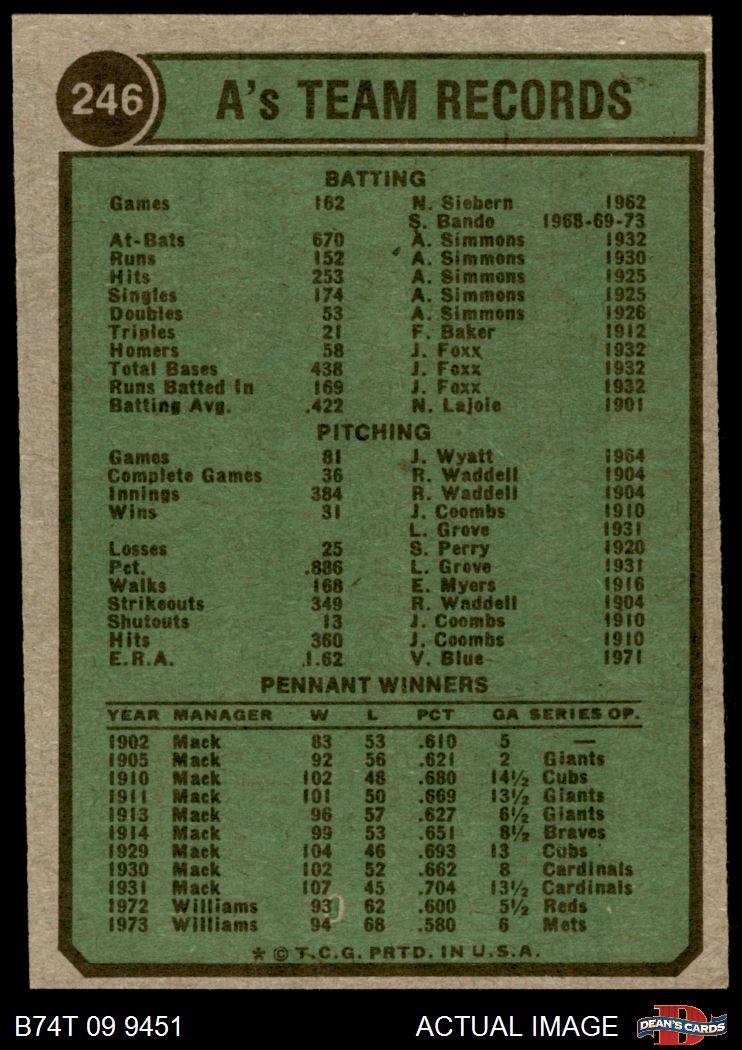 246 A's TEAM RECORDS
BATTING
Games 162 N. Siebern 1962
S. Bando 1968-69-73
At-Bats 670 A. Simmons 1932
Runs 152 A. Simmons 1930
Hits 253 A. Simmons 1925
Singles 174 A. Simmons 1925
Doubles 53 A. Simmons 1926
Triples 21 F. Baker 1912
Homers 58 J. Foxx 1932
Total Bases 438 J. Foxx 1932
Runs Batted In 169 J. Foxx 1932
Batting Avg. .422 N. Lajoie 1901
PITCHING
Games 81 J. Wyatt 1964
Complete Games 36 R. Waddell 1904
Innings 384 R. Waddell 1904
Wins 31 J. Coombs 1910
L. Grove 1931
Losses 25 S. Perry 1920
Pct. .886 L. Grove 1931
Walks 168 E. Myers 1916
Strikeouts 349 R. Waddell 1904
Shutouts 13 J. Coombs 1910
Hits 360 J. Coombs 1910
E.R.A. 1.62 V. Blue 1971
PENNANT WINNERS
YEAR MANAGER W L PCT GA SERIES OP.
1902 Mack 83 53 .610 5 —
1905 Mack 92 56 .621 2 Giants
1910 Mack 102 48 .680 14½ Cubs
1911 Mack 101 50 .669 13½ Giants
1913 Mack 96 57 .627 6½ Giants
1914 Mack 99 53 .651 8½ Braves
1929 Mack 104 46 .693 13 Cubs
1930 Mack 102 52 .662 8 Cardinals
1931 Mack 107 45 .704 13½ Cardinals
1972 Williams 93 62 .600 5½ Reds
1973 Williams 94 68 .580 6 Mets
* © T.C.G. PRTD. IN U.S.A.
B74T 09 9451 ACTUAL IMAGE DEAN'S CARDS